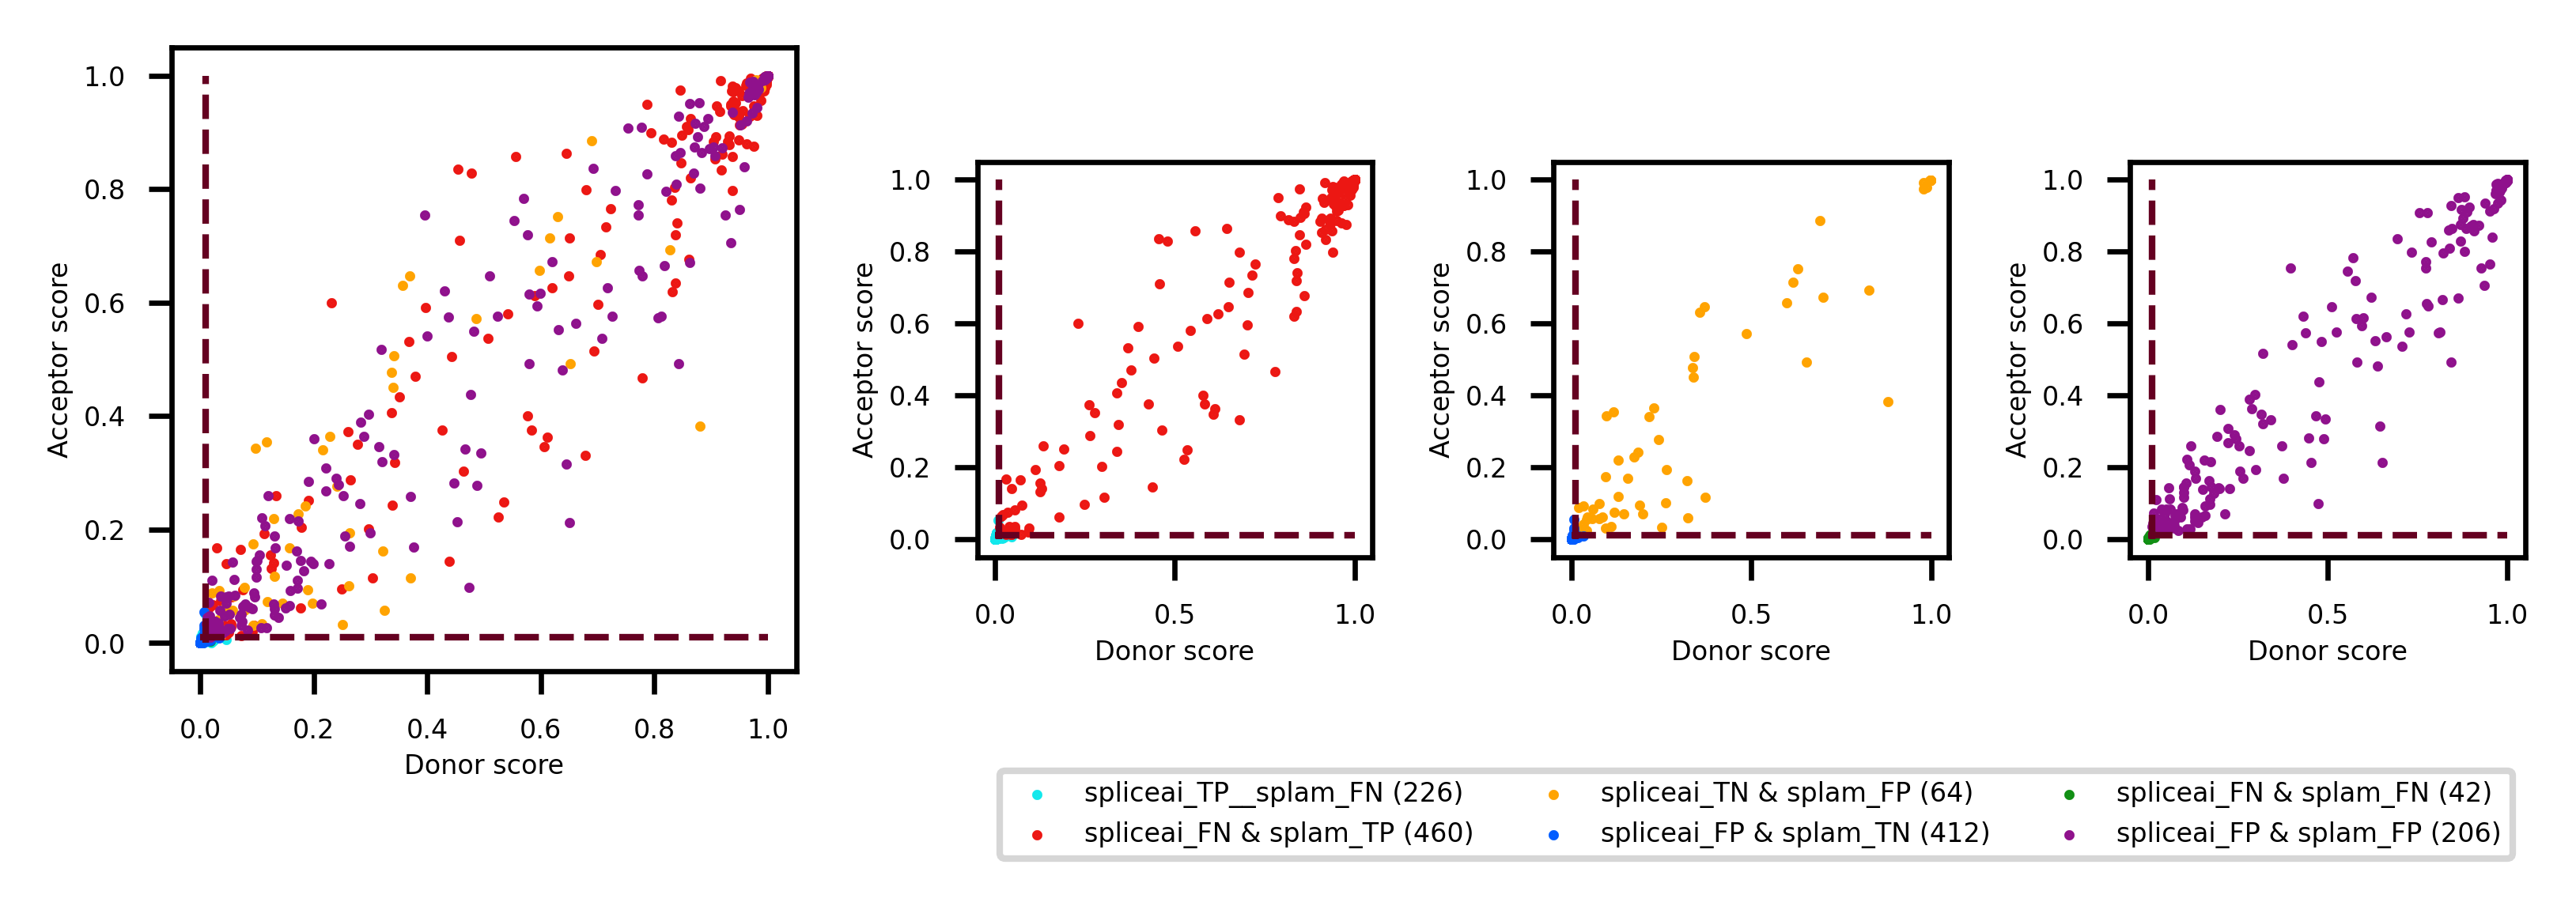 1.0
0.8
0.6
0.4
0.2
0.0
Acceptor score
0.0 0.2 0.4 0.6 0.8 1.0
Donor score
1.0
0.8
0.6
0.4
0.2
0.0
Acceptor score
0.0 0.5 1.0
Donor score
1.0
0.8
0.6
0.4
0.2
0.0
Acceptor score
0.0 0.5 1.0
Donor score
1.0
0.8
0.6
0.4
0.2
0.0
Acceptor score
0.0 0.5 1.0
Donor score
spliceai_TP__splam_FN (226)
spliceai_FN & splam_TP (460)
spliceai_TN & splam_FP (64)
spliceai_FP & splam_TN (412)
spliceai_FN & splam_FN (42)
spliceai_FP & splam_FP (206)